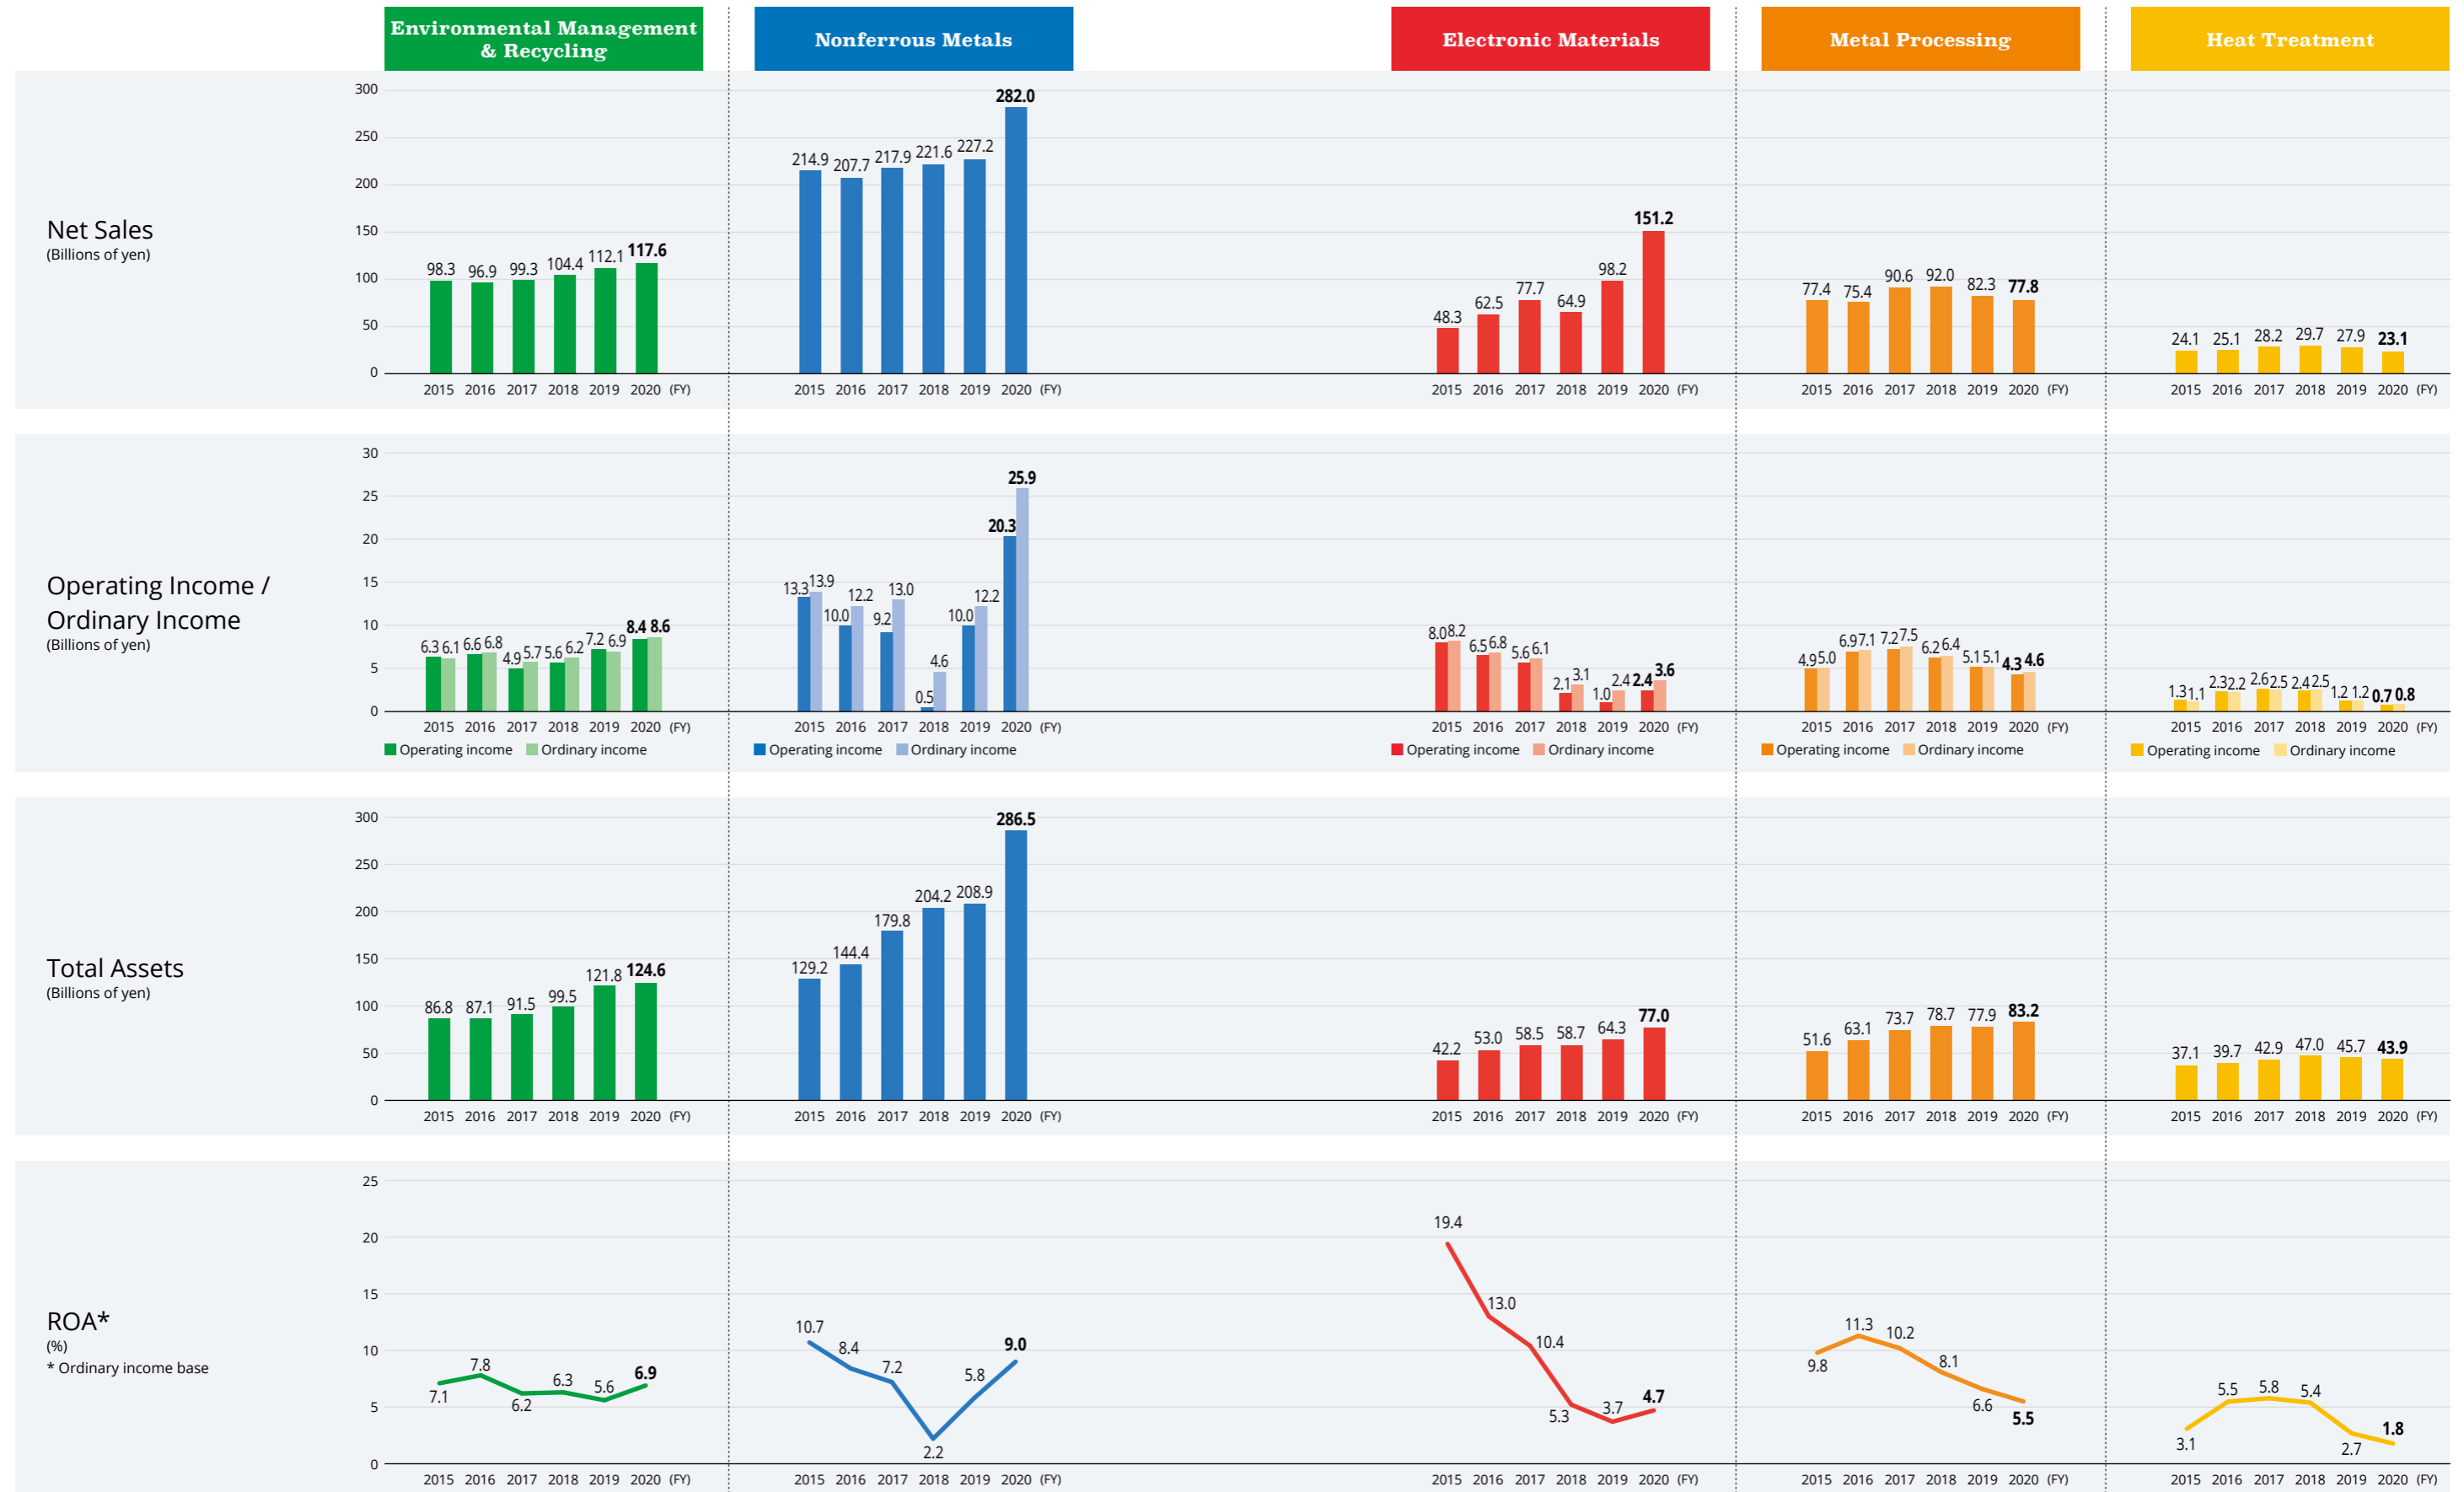 Environmental Management
& Recycling
Nonferrous Metals
Electronic Materials
Metal Processing
Heat Treatment
Net Sales
(Billions of yen)
300
250
200
150
100
50
0
98.3 96.9 99.3 104.4 112.1 117.6
2015 2016 2017 2018 2019 2020 (FY)
214.9 207.7 217.9 221.6 227.2 282.0
2015 2016 2017 2018 2019 2020 (FY)
48.3 62.5 77.7 64.9 98.2 151.2
2015 2016 2017 2018 2019 2020 (FY)
77.4 75.4 90.6 92.0 82.3 77.8
2015 2016 2017 2018 2019 2020 (FY)
24.1 25.1 28.2 29.7 27.9 23.1
2015 2016 2017 2018 2019 2020 (FY)
Operating Income /
Ordinary Income
(Billions of yen)
30
25
20
15
10
5
0
6.3 6.1 6.6 6.8 4.9 5.7 5.6 6.2 7.2 6.9 8.4 8.6
2015 2016 2017 2018 2019 2020 (FY)
Operating income Ordinary income
13.3 13.9 10.0 12.2 9.2 13.0 0.5 4.6 10.0 12.2 20.3 25.9
2015 2016 2017 2018 2019 2020 (FY)
Operating income Ordinary income
8.0 8.2 6.5 6.8 5.6 6.1 2.1 3.1 1.0 2.4 2.4 3.6
2015 2016 2017 2018 2019 2020 (FY)
Operating income Ordinary income
4.9 5.0 6.9 7.1 7.2 7.5 6.2 6.4 5.1 5.1 4.3 4.6
2015 2016 2017 2018 2019 2020 (FY)
Operating income Ordinary income
1.3 1.1 2.3 2.2 2.6 2.5 2.4 2.5 1.2 1.2 0.7 0.8
2015 2016 2017 2018 2019 2020 (FY)
Operating income Ordinary income
Total Assets
(Billions of yen)
300
250
200
150
100
50
0
86.8 87.1 91.5 99.5 121.8 124.6
2015 2016 2017 2018 2019 2020 (FY)
129.2 144.4 179.8 204.2 208.9 286.5
2015 2016 2017 2018 2019 2020 (FY)
42.2 53.0 58.5 58.7 64.3 77.0
2015 2016 2017 2018 2019 2020 (FY)
51.6 63.1 73.7 78.7 77.9 83.2
2015 2016 2017 2018 2019 2020 (FY)
37.1 39.7 42.9 47.0 45.7 43.9
2015 2016 2017 2018 2019 2020 (FY)
ROA*
(%)
* Ordinary income base
25
20
15
10
5
0
7.1 7.8 6.2 6.3 5.6 6.9
2015 2016 2017 2018 2019 2020 (FY)
10.7 8.4 7.2 2.2 5.8 9.0
2015 2016 2017 2018 2019 2020 (FY)
19.4 13.0 10.4 5.3 3.7 4.7
2015 2016 2017 2018 2019 2020 (FY)
9.8 11.3 10.2 8.1 6.6 5.5
2015 2016 2017 2018 2019 2020 (FY)
3.1 5.5 5.8 5.4 2.7 1.8
2015 2016 2017 2018 2019 2020 (FY)